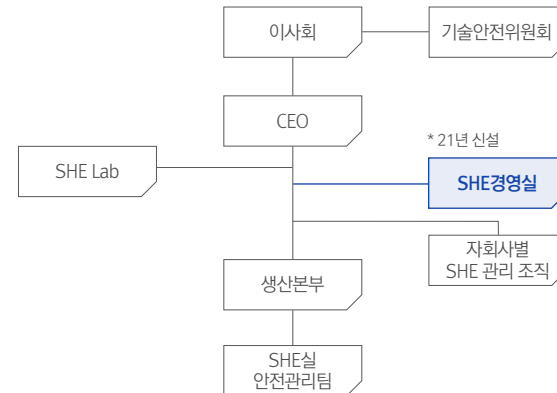 이사회
기술안전위원회
CEO
* 21년 신설
SHE Lab
SHE경영실
자회사별
SHE 관리 조직
생산본부
SHE실
안전관리팀